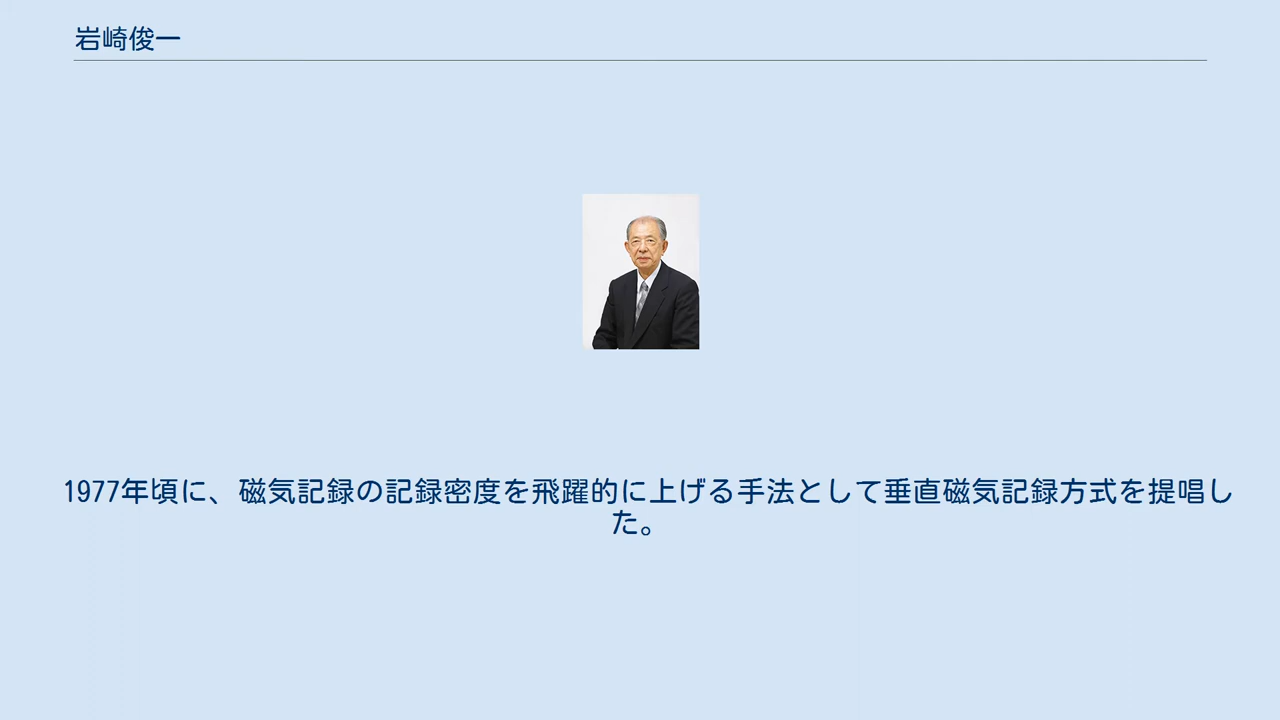 岩崎俊一
1977年頃に、磁気記録の記録密度を飛躍的に上げる手法として垂直磁気記録方式を提唱し
た。